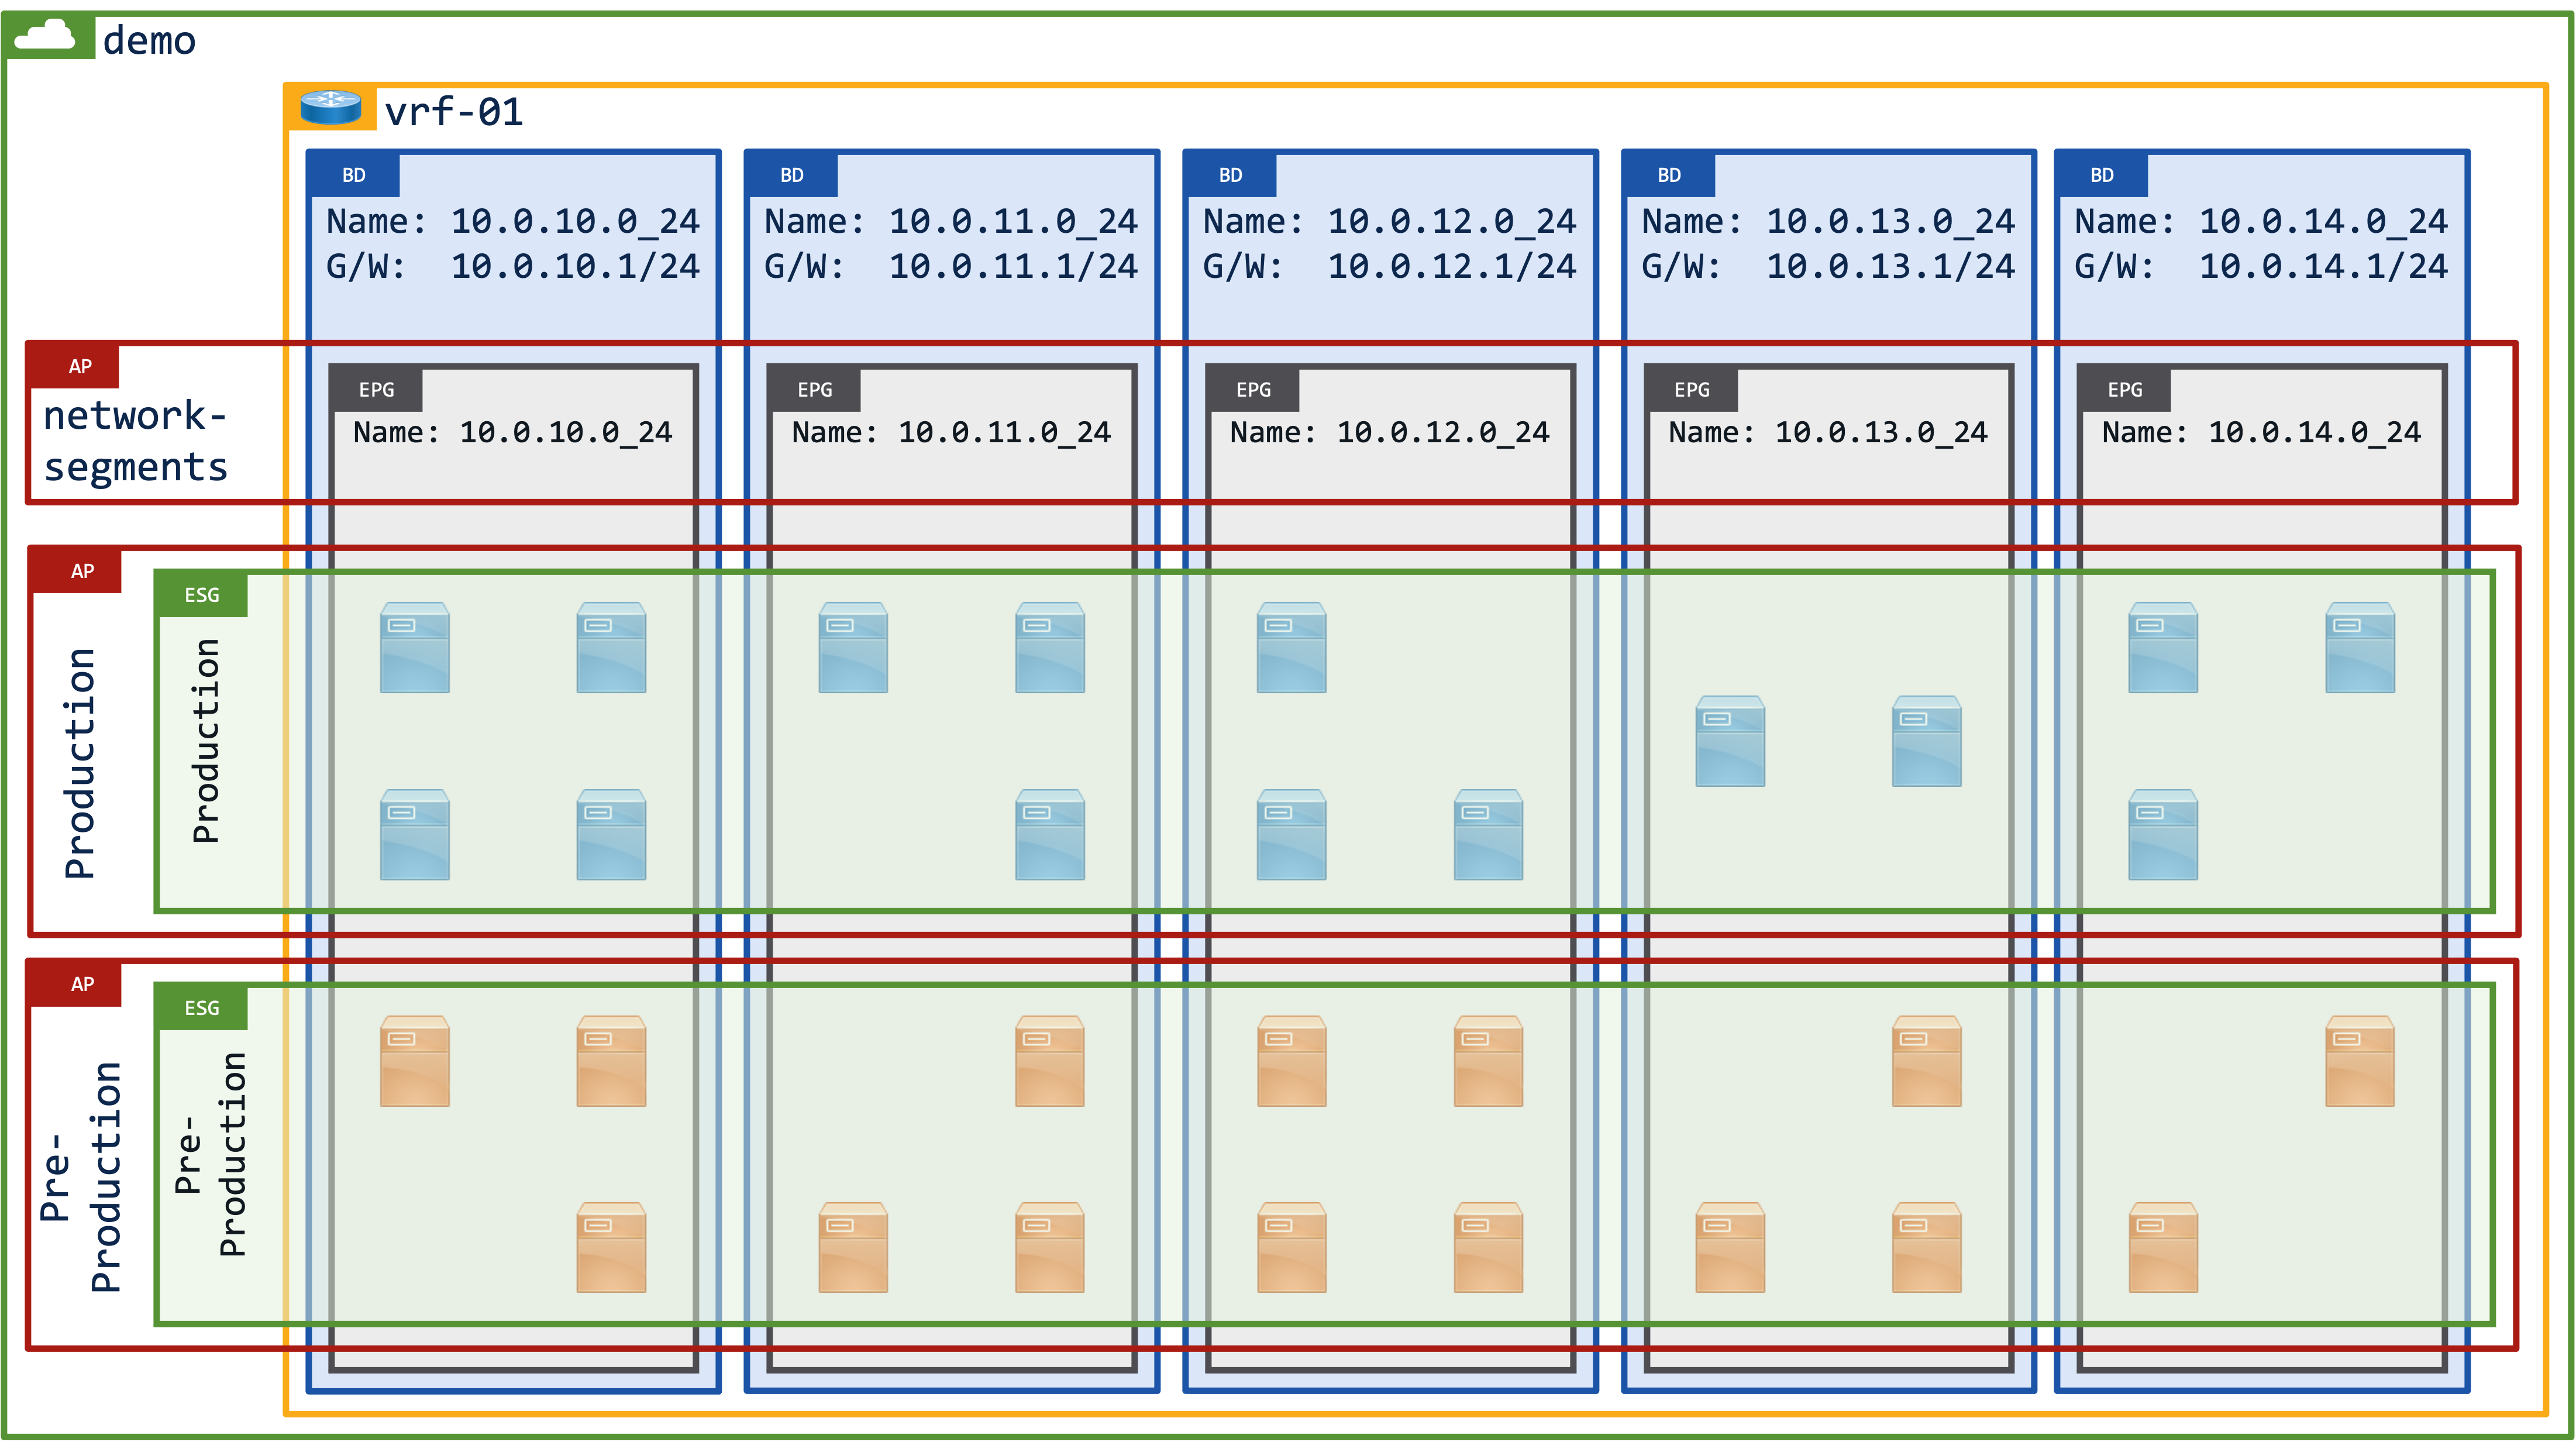 demo
vrf-01
BD
Name: 10.0.10.0_24
G/W: 10.0.10.1/24
BD
Name: 10.0.11.0_24
G/W: 10.0.11.1/24
BD
Name: 10.0.12.0_24
G/W: 10.0.12.1/24
BD
Name: 10.0.13.0_24
G/W: 10.0.13.1/24
BD
Name: 10.0.14.0_24
G/W: 10.0.14.1/24
AP
network-
segments
EPG
Name: 10.0.10.0_24
EPG
Name: 10.0.11.0_24
EPG
Name: 10.0.12.0_24
EPG
Name: 10.0.13.0_24
EPG
Name: 10.0.14.0_24
AP
Production
ESG
Production
AP
Pre-
Production
ESG
Pre-
Production